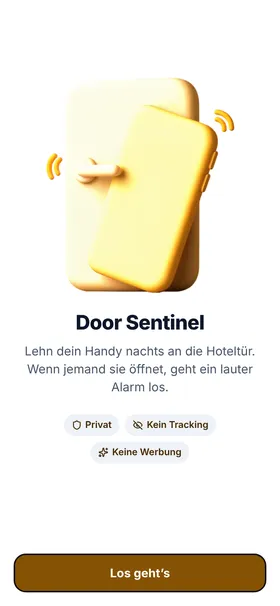 Door Sentinel
Lehn dein Handy nachts an die Hoteltür.
Wenn jemand sie öffnet, geht ein lauter
Alarm los.
Privat
Kein Tracking
Keine Werbung
Los geht’s